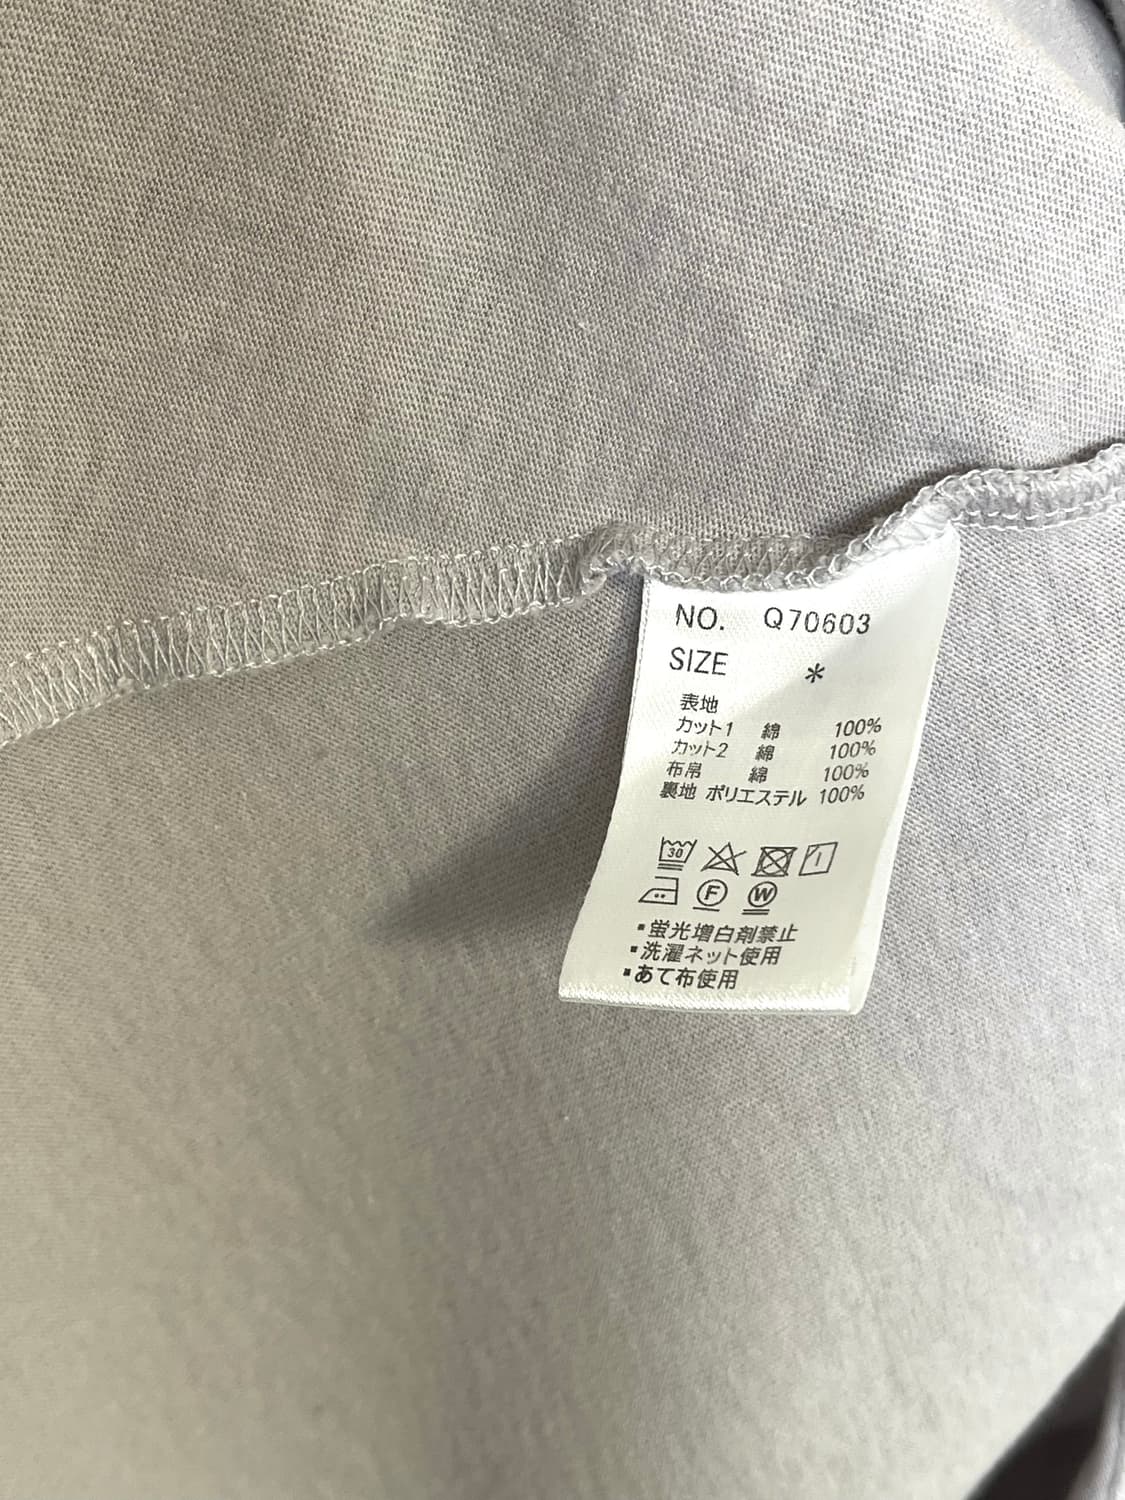 NO. Q70603
SIZE *
表地
カット1 綿 100%
カット2 綿 100%
布帛 綿 100%
裏地 ポリエステル 100%
30
F W
▪蛍光増白剤禁止
▪洗濯ネット使用
▪あて布使用